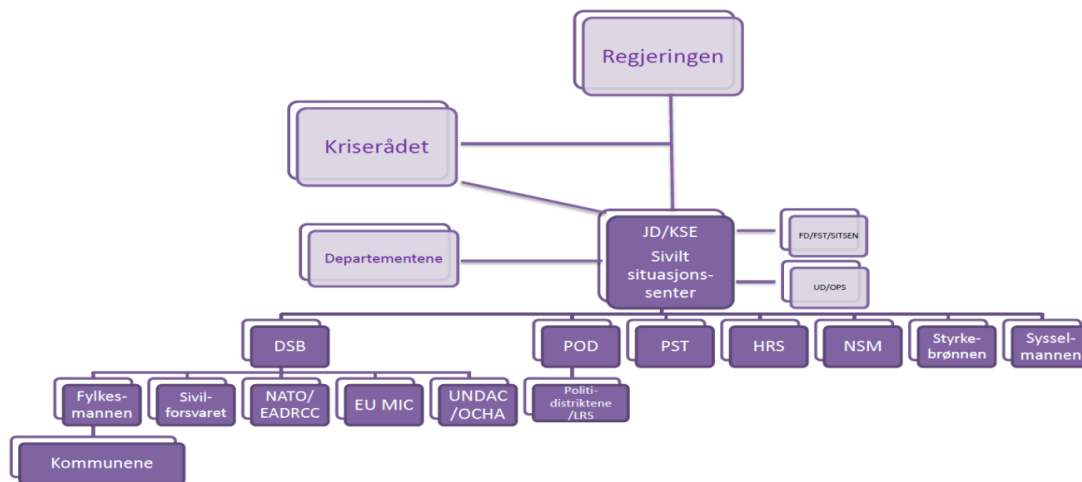 Regjeringen
Kriserådet
JD/KSE
Sivilt
situasjons-
senter
FD/FST/SITSEN
Departementene
UD/OPS
DSB
POD
PST
HRS
NSM
Styrke-
brønnen
Syssel-
mannen
Fylkes-
mannen
Sivil-
forsvaret
NATO/
EADRCC
EU MIC
UNDAC
/OCHA
Politi-
distriktene
/LRS
Kommunene